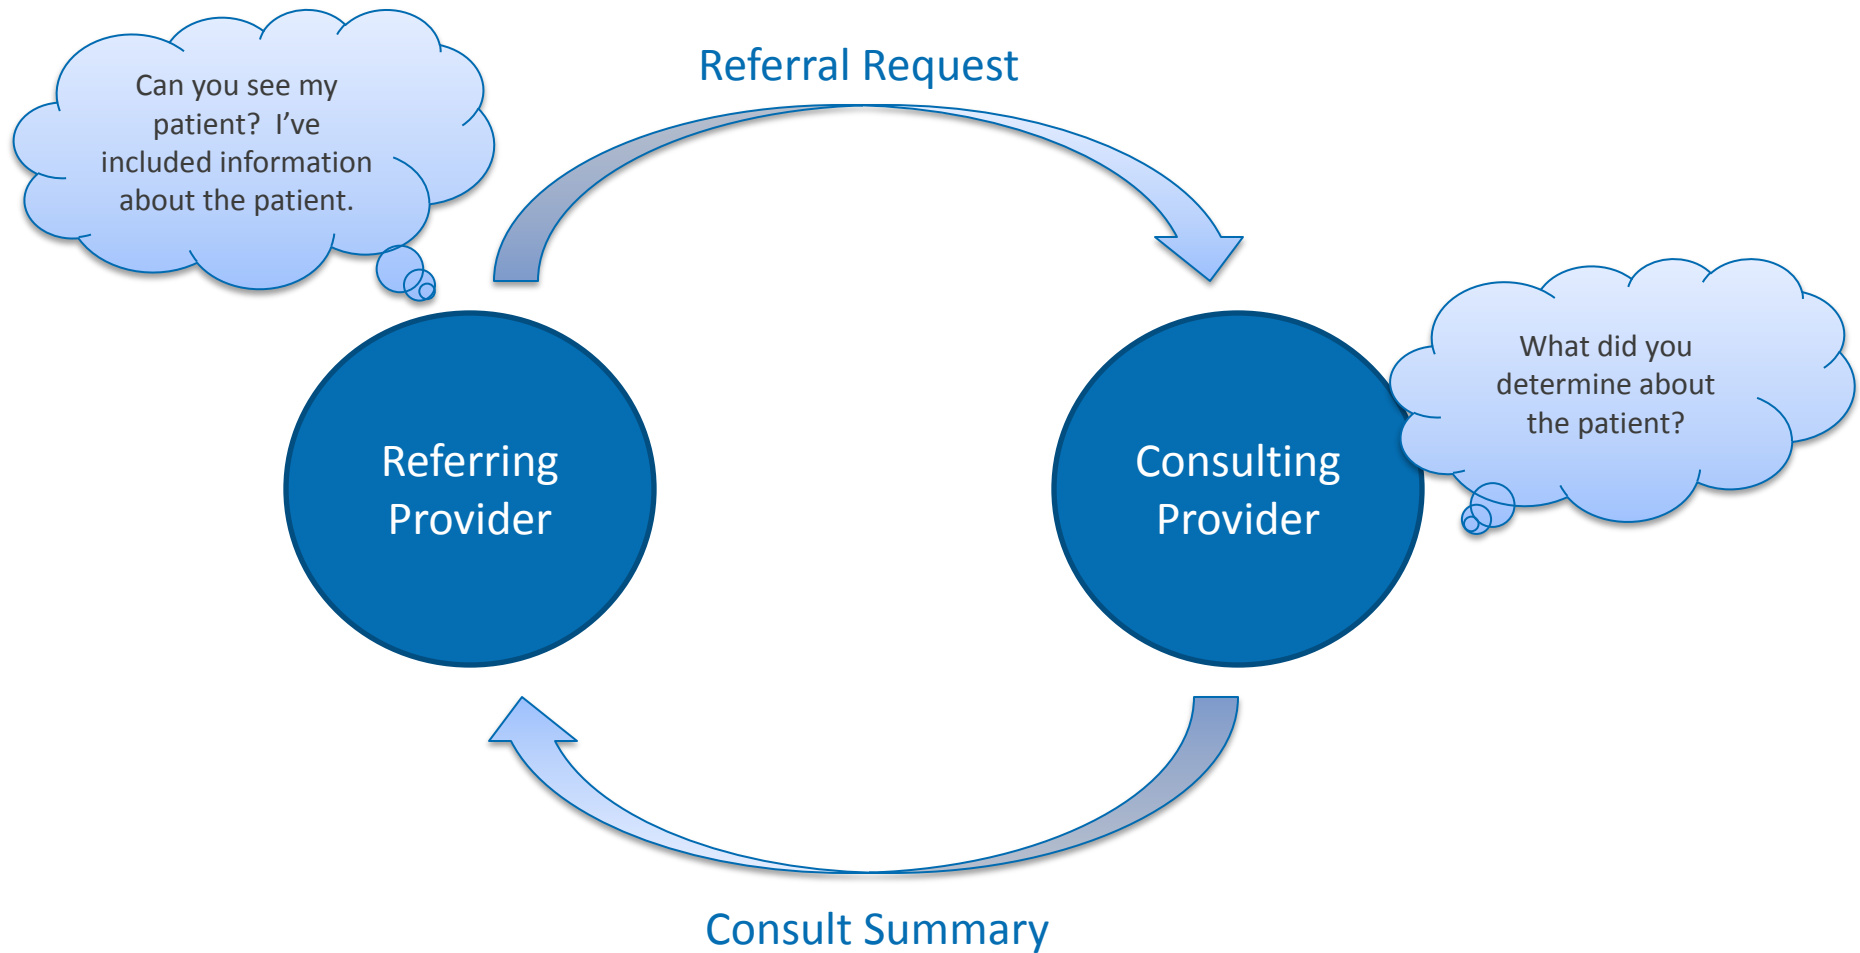 Can you see my
patient?  I’ve
included information
about the patient.
Referral Request
Referring
Provider
Consulting
Provider
What did you
determine about
the patient?
Consult Summary